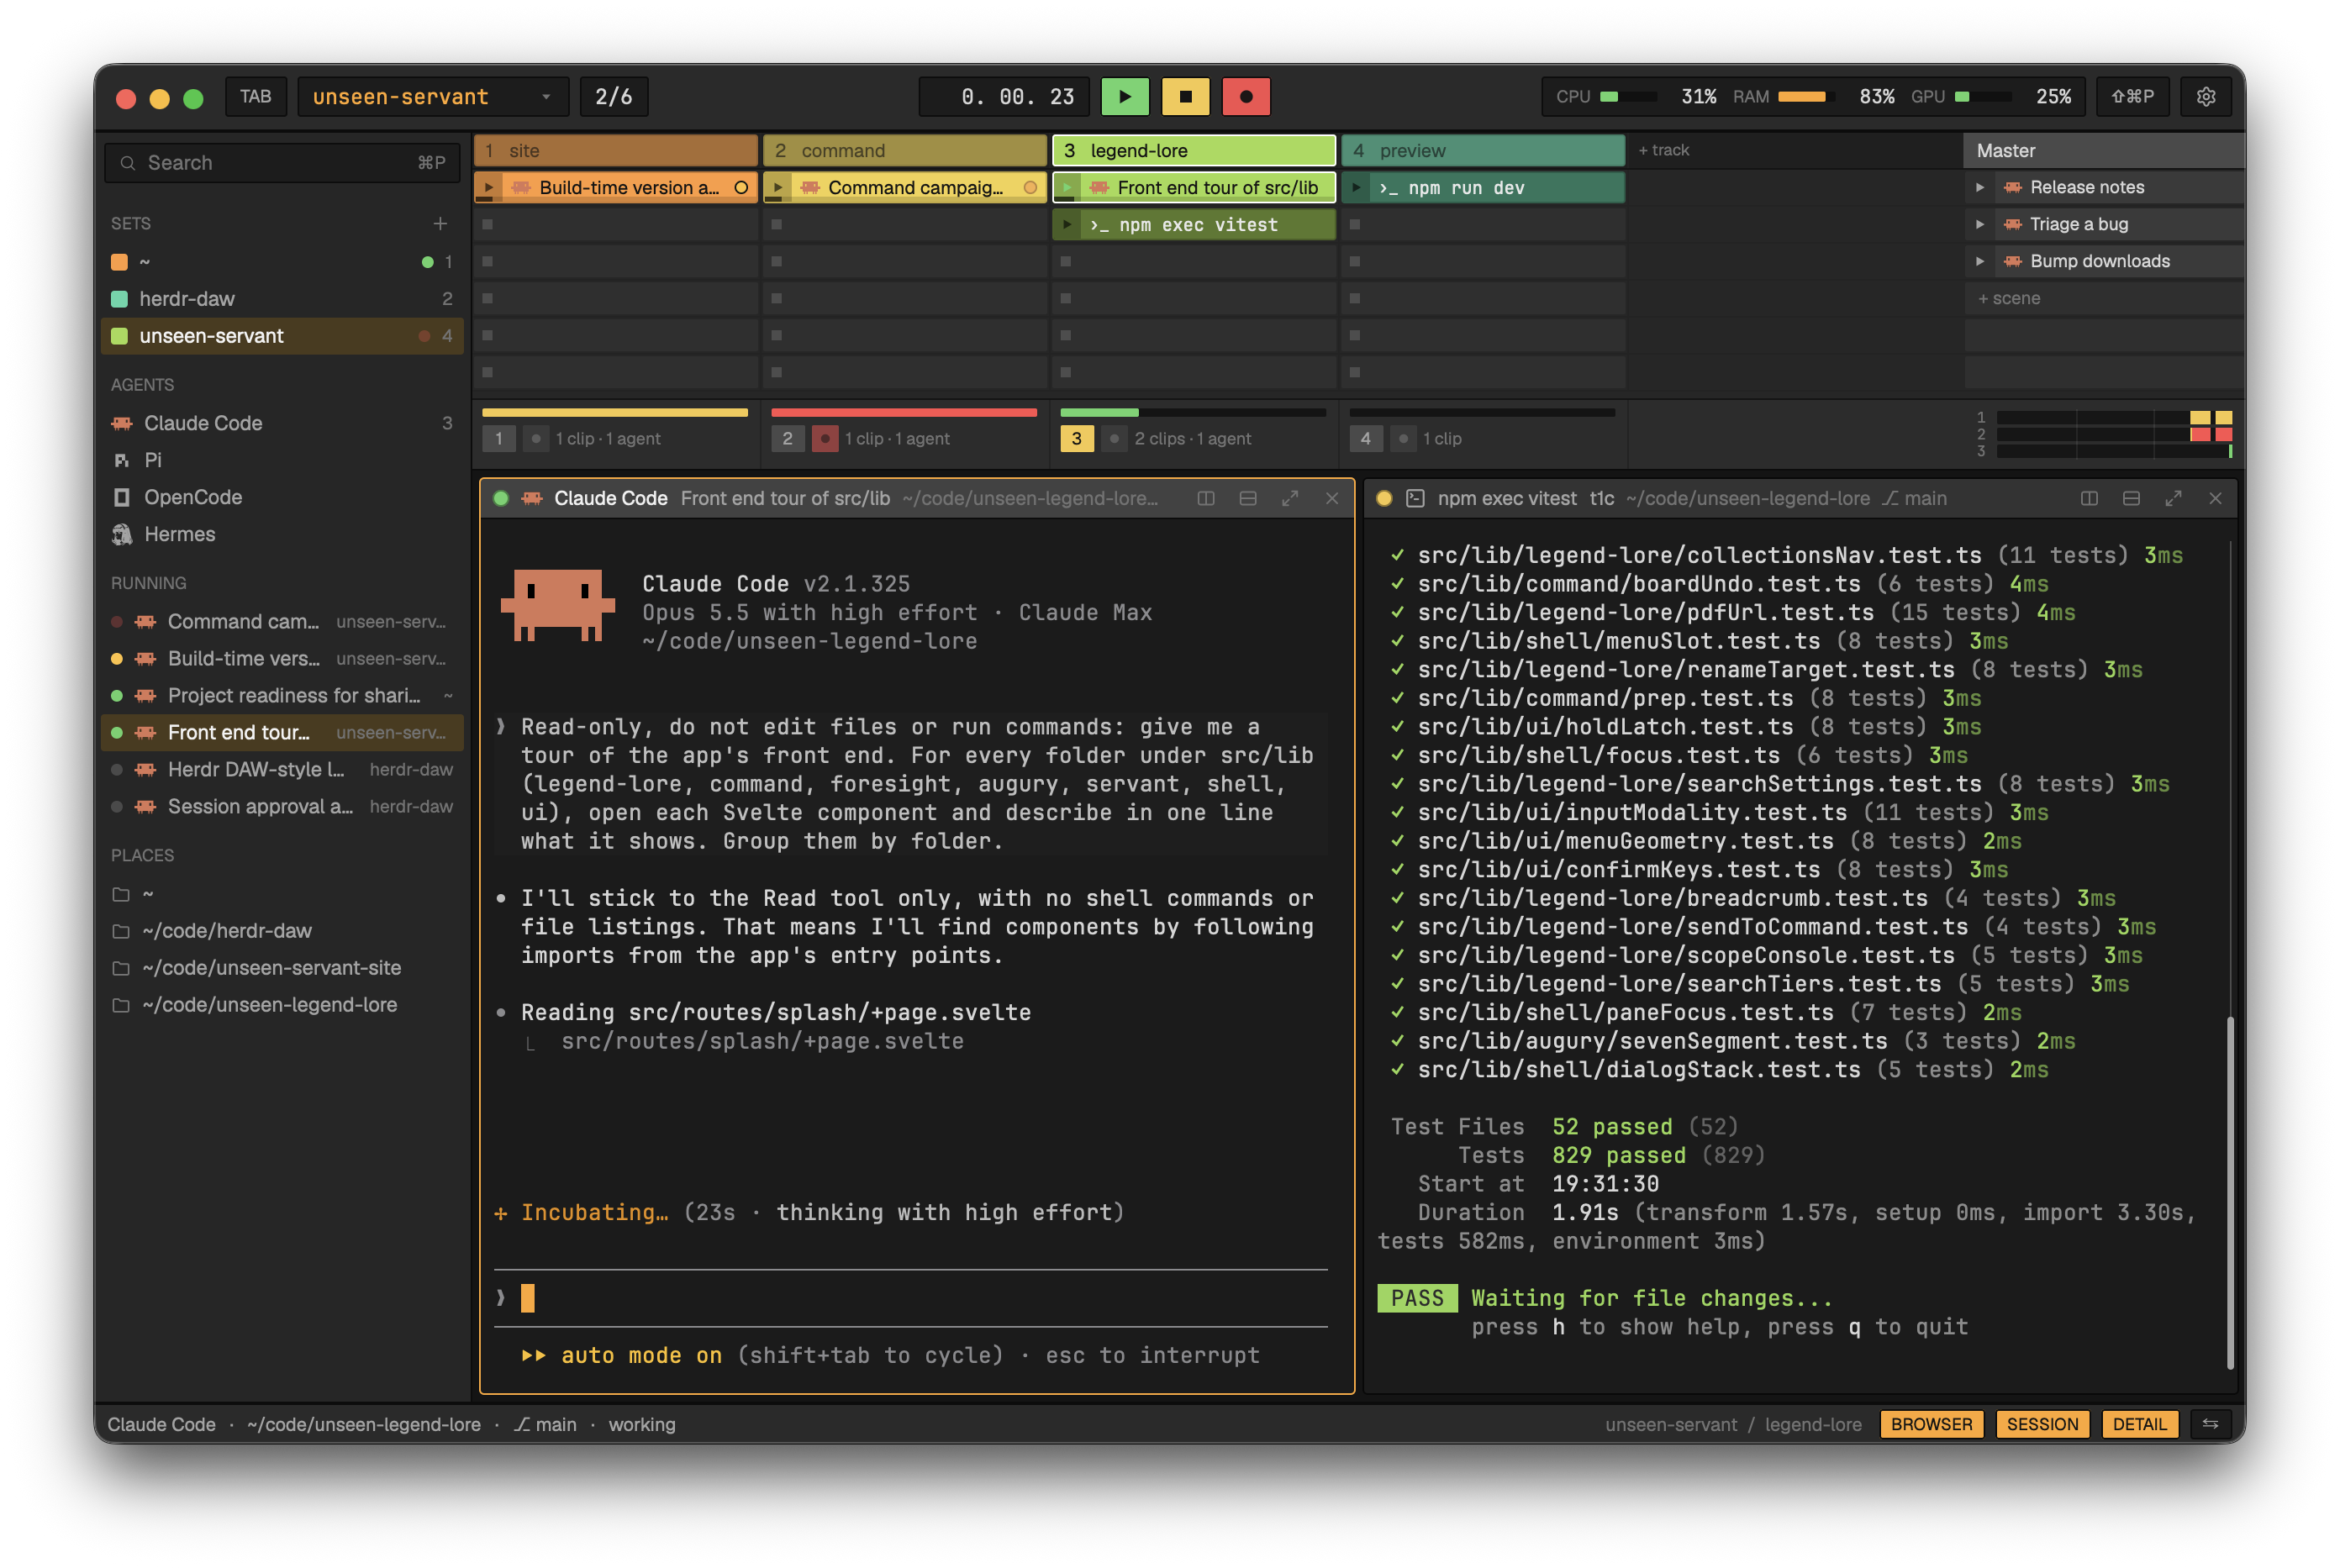 TAB unseen-servant 2/6 0. 00. 23 CPU 31% RAM 83% GPU 25% ⇧⌘P
Search ⌘P
SETS +
~ 1
herdr-daw 2
unseen-servant 4
AGENTS
Claude Code 3
Pi
OpenCode
Hermes
RUNNING
Command cam... unseen-serv...
Build-time vers... unseen-serv...
Project readiness for shari... ~
Front end tour... unseen-serv...
Herdr DAW-style l... herdr-daw
Session approval a... herdr-daw
PLACES
~
~/code/herdr-daw
~/code/unseen-servant-site
~/code/unseen-legend-lore
1 site 2 command 3 legend-lore 4 preview + track Master
Build-time version a... Command campaig... Front end tour of src/lib ›_ npm run dev Release notes
›_ npm exec vitest Triage a bug
Bump downloads
+ scene
1 1 clip · 1 agent 2 1 clip · 1 agent 3 2 clips · 1 agent 4 1 clip
1
2
3
Claude Code Front end tour of src/lib ~/code/unseen-legend-lore...
Claude Code v2.1.325
Opus 5.5 with high effort · Claude Max
~/code/unseen-legend-lore
❯ Read-only, do not edit files or run commands: give me a
tour of the app's front end. For every folder under src/lib
(legend-lore, command, foresight, augury, servant, shell,
ui), open each Svelte component and describe in one line
what it shows. Group them by folder.
● I'll stick to the Read tool only, with no shell commands or
file listings. That means I'll find components by following
imports from the app's entry points.
● Reading src/routes/splash/+page.svelte
⎿ src/routes/splash/+page.svelte
✢ Incubating… (23s · thinking with high effort)
❯
⏵⏵ auto mode on (shift+tab to cycle) · esc to interrupt
npm exec vitest t1c ~/code/unseen-legend-lore main
✓ src/lib/legend-lore/collectionsNav.test.ts (11 tests) 3ms
✓ src/lib/command/boardUndo.test.ts (6 tests) 4ms
✓ src/lib/legend-lore/pdfUrl.test.ts (15 tests) 4ms
✓ src/lib/shell/menuSlot.test.ts (8 tests) 3ms
✓ src/lib/legend-lore/renameTarget.test.ts (8 tests) 3ms
✓ src/lib/command/prep.test.ts (8 tests) 3ms
✓ src/lib/ui/holdLatch.test.ts (8 tests) 3ms
✓ src/lib/shell/focus.test.ts (6 tests) 3ms
✓ src/lib/legend-lore/searchSettings.test.ts (8 tests) 3ms
✓ src/lib/ui/inputModality.test.ts (11 tests) 3ms
✓ src/lib/ui/menuGeometry.test.ts (8 tests) 2ms
✓ src/lib/ui/confirmKeys.test.ts (8 tests) 3ms
✓ src/lib/legend-lore/breadcrumb.test.ts (4 tests) 3ms
✓ src/lib/legend-lore/sendToCommand.test.ts (4 tests) 3ms
✓ src/lib/legend-lore/scopeConsole.test.ts (5 tests) 3ms
✓ src/lib/legend-lore/searchTiers.test.ts (5 tests) 3ms
✓ src/lib/shell/paneFocus.test.ts (7 tests) 2ms
✓ src/lib/augury/sevenSegment.test.ts (3 tests) 2ms
✓ src/lib/shell/dialogStack.test.ts (5 tests) 2ms
Test Files 52 passed (52)
Tests 829 passed (829)
Start at 19:31:30
Duration 1.91s (transform 1.57s, setup 0ms, import 3.30s,
tests 582ms, environment 3ms)
PASS Waiting for file changes...
press h to show help, press q to quit
Claude Code · ~/code/unseen-legend-lore · main · working unseen-servant / legend-lore BROWSER SESSION DETAIL